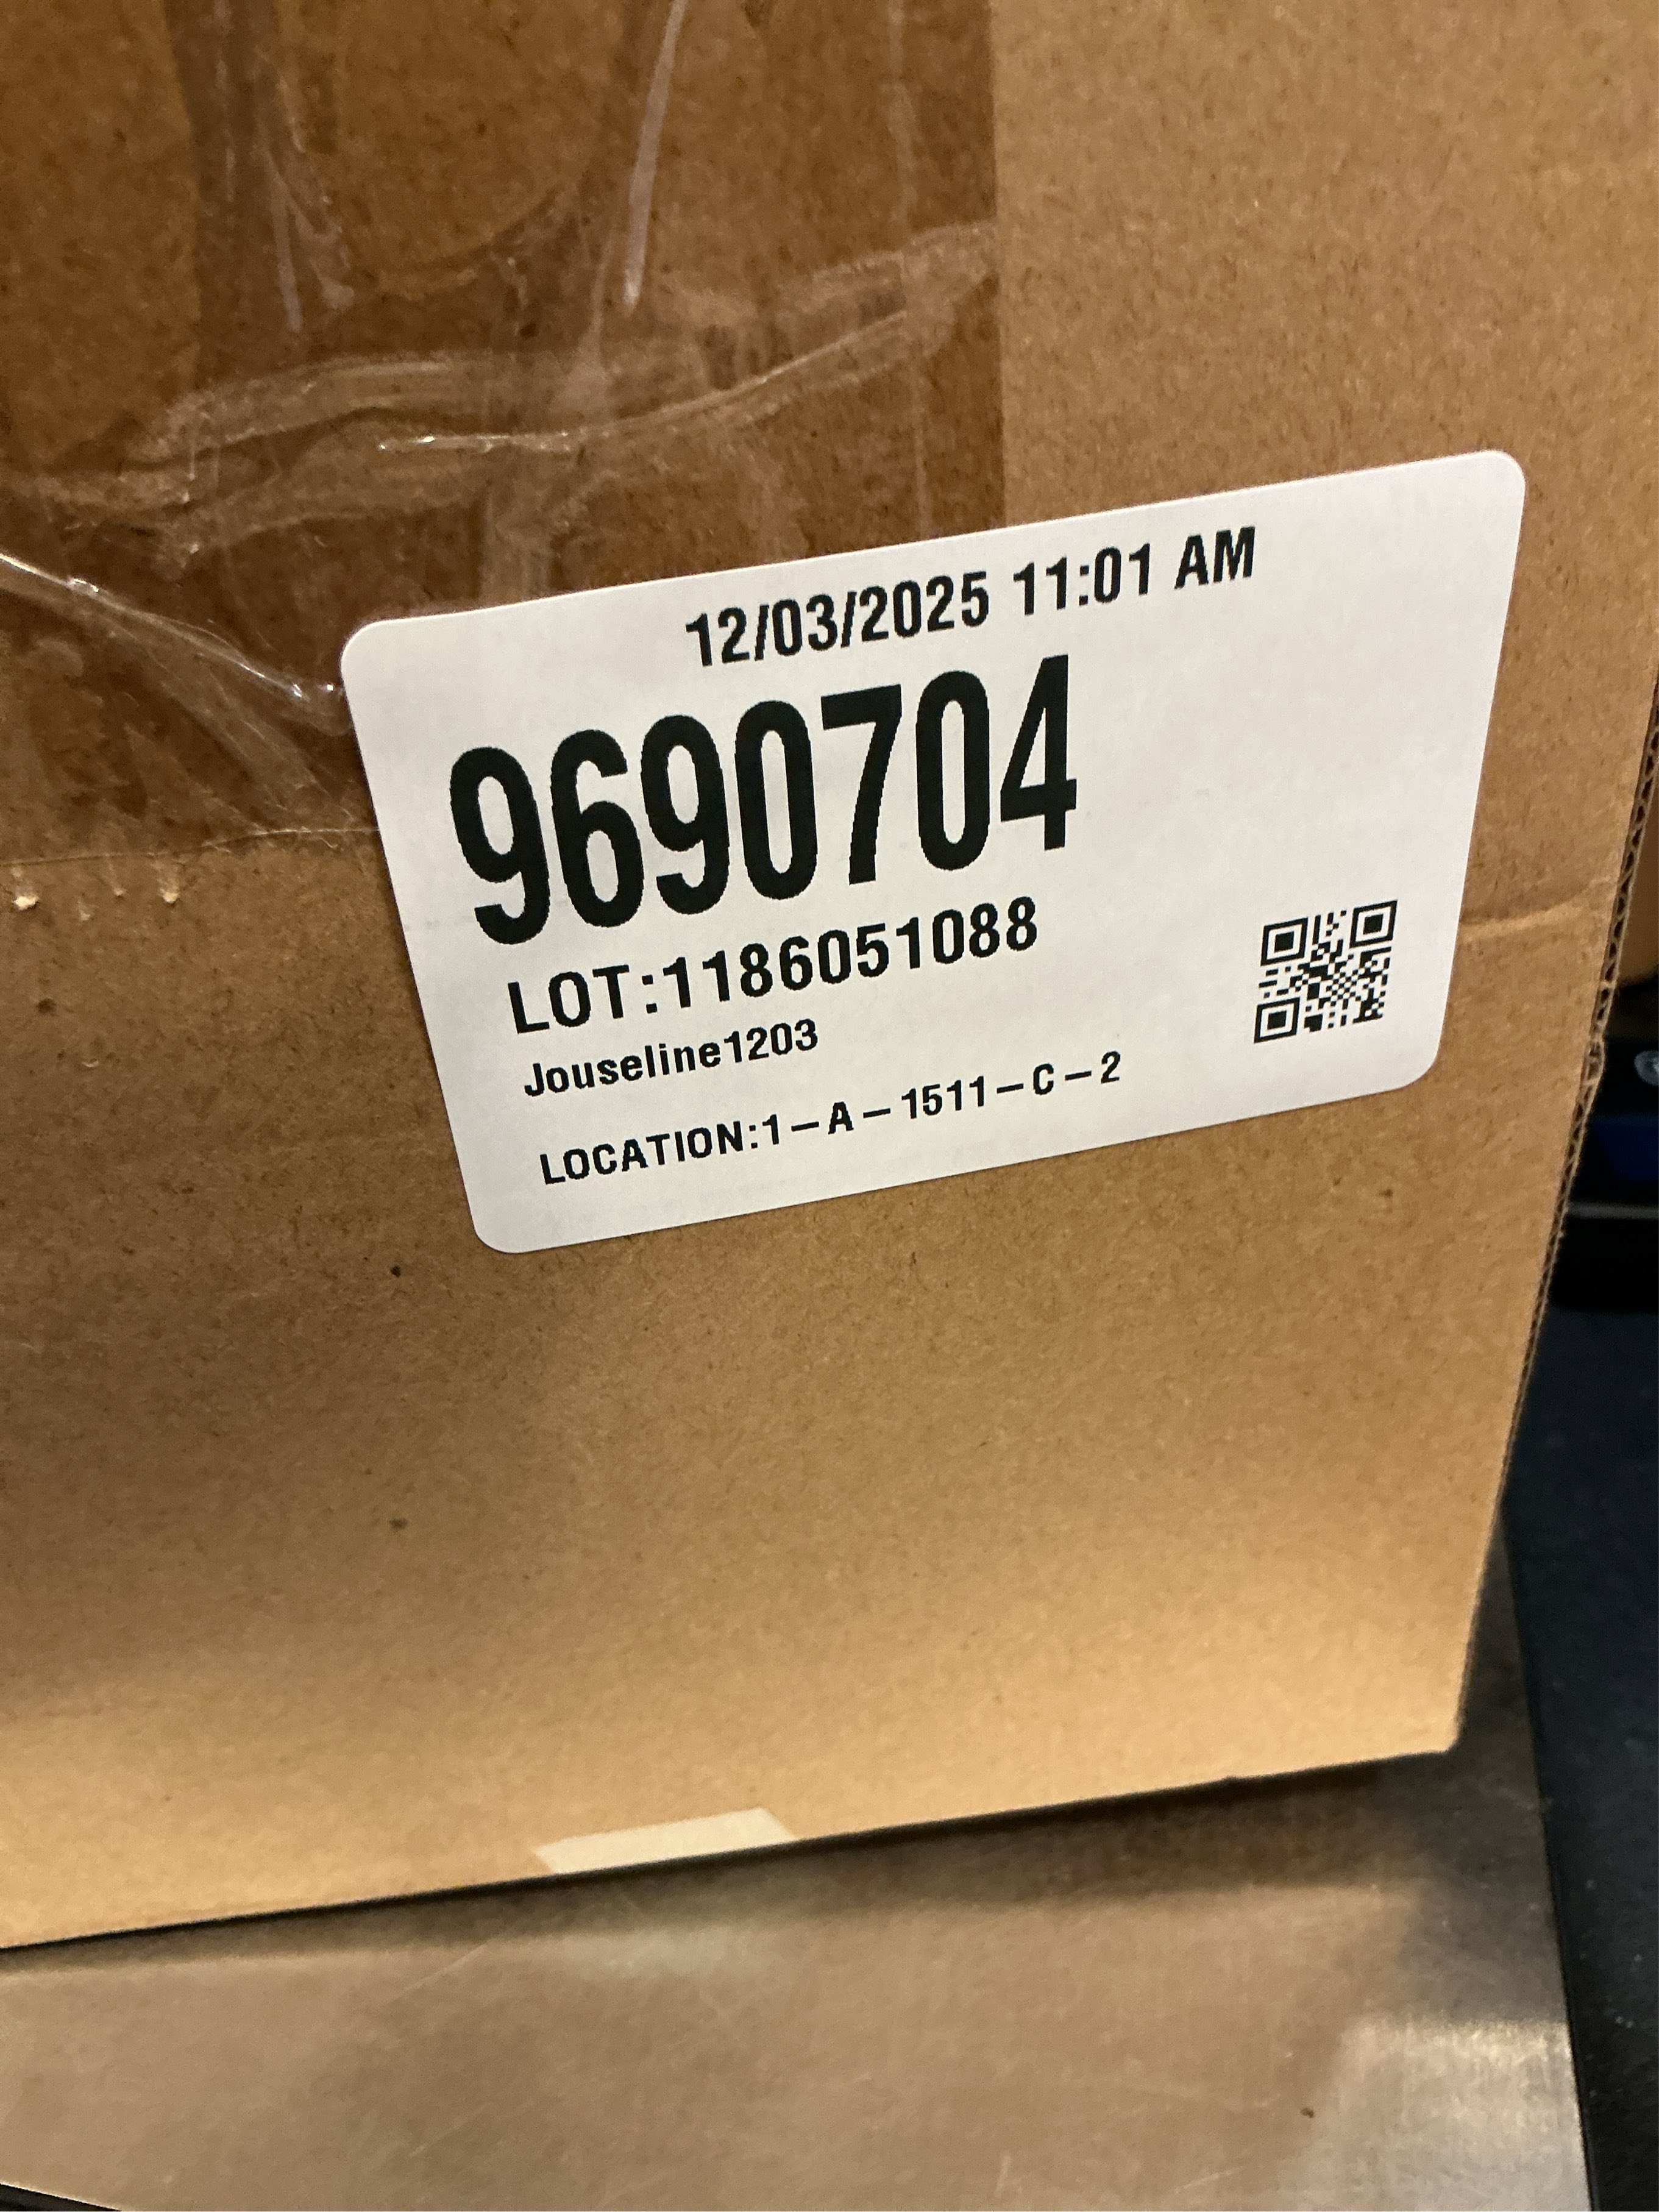 12/03/2025 11:01 AM
9690704
LOT:1186051088
Jouseline1203
LOCATION:1-A-1511-C-2